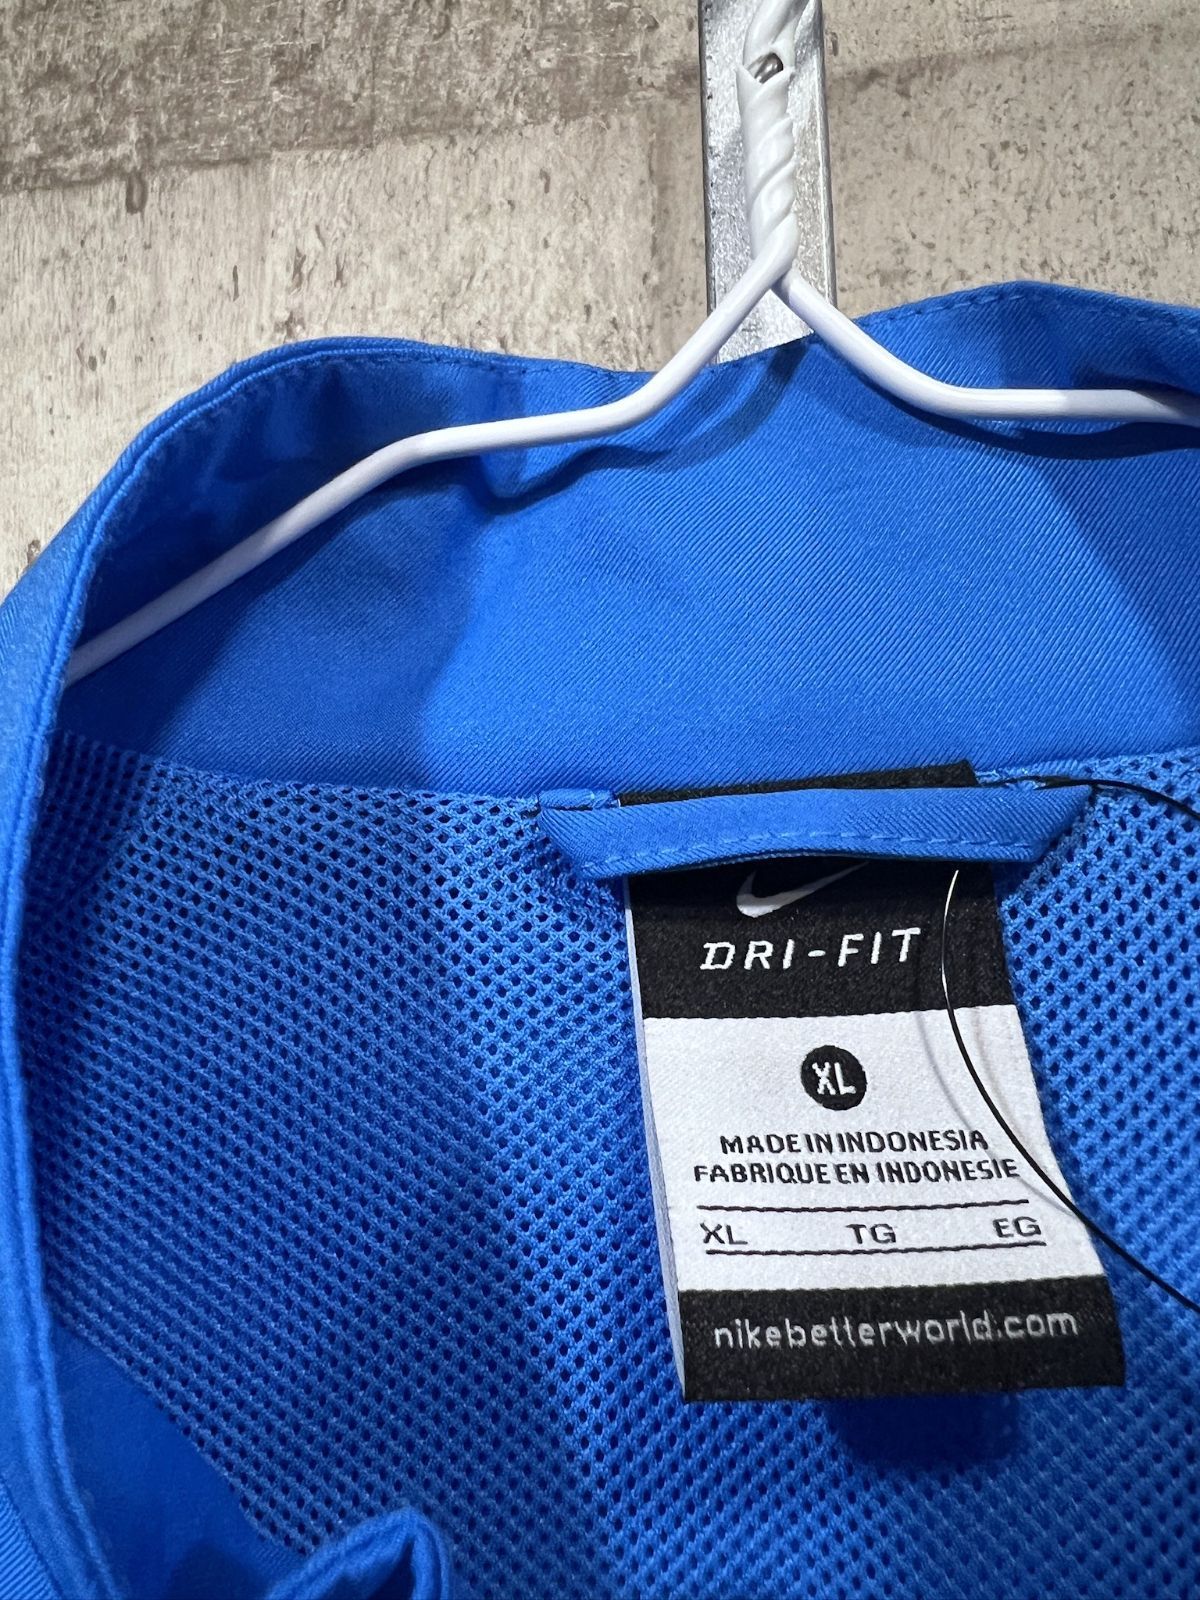 DRI-FIT
XL
MADE IN INDONESIA
FABRIQUE EN INDONESIE
XL TG EG
nikebetterworld.com